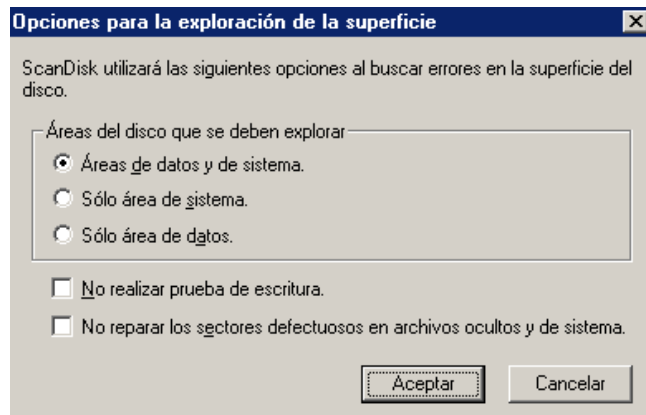 Opciones para la exploración de la superficie
ScanDisk utilizará las siguientes opciones al buscar errores en la superficie del
disco.
Áreas del disco que se deben explorar
Áreas de datos y de sistema.
Sólo área de sistema.
Sólo área de datos.
No realizar prueba de escritura.
No reparar los sectores defectuosos en archivos ocultos y de sistema.
Aceptar
Cancelar